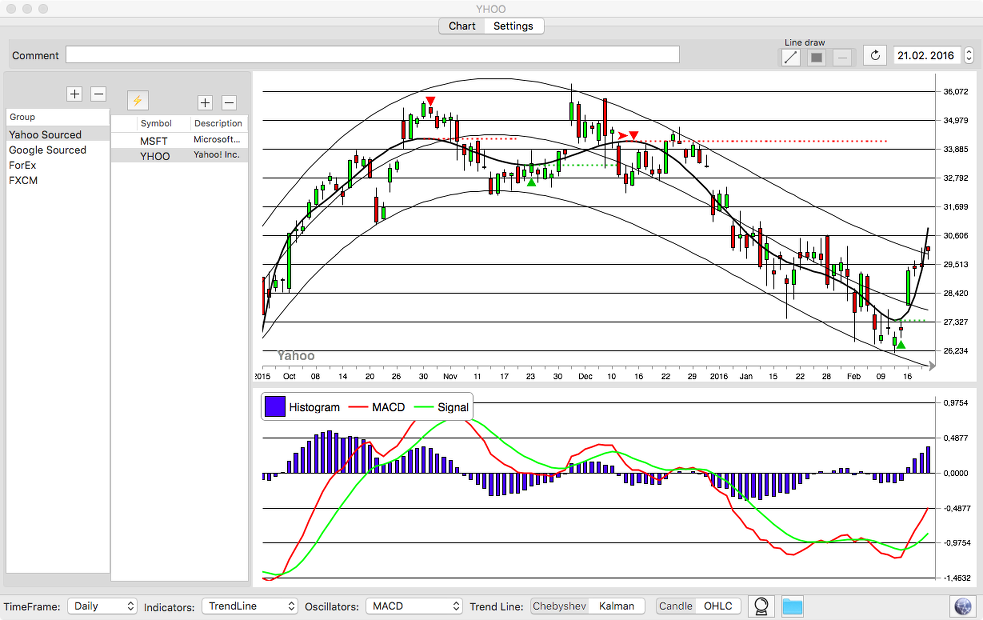 YHOO
Chart Settings
Line draw
Comment
21.02. 2016
Group
Symbol Description
Yahoo Sourced
MSFT Microsoft...
Google Sourced
YHOO Yahoo! Inc.
ForEx
FXCM
36,072
34,979
33,885
32,792
31,699
30,606
29,513
28,420
27,327
26,234
Yahoo
2015 Oct 08 14 20 26 30 Nov 11 17 23 30 Dec 10 16 22 29 2016 Jan 15 22 28 Feb 09 16
Histogram MACD Signal
0,9754
0,4877
0,0000
-0,4877
-0,9754
-1,4632
TimeFrame: Daily Indicators: TrendLine Oscillators: MACD Trend Line: Chebyshev Kalman Candle OHLC